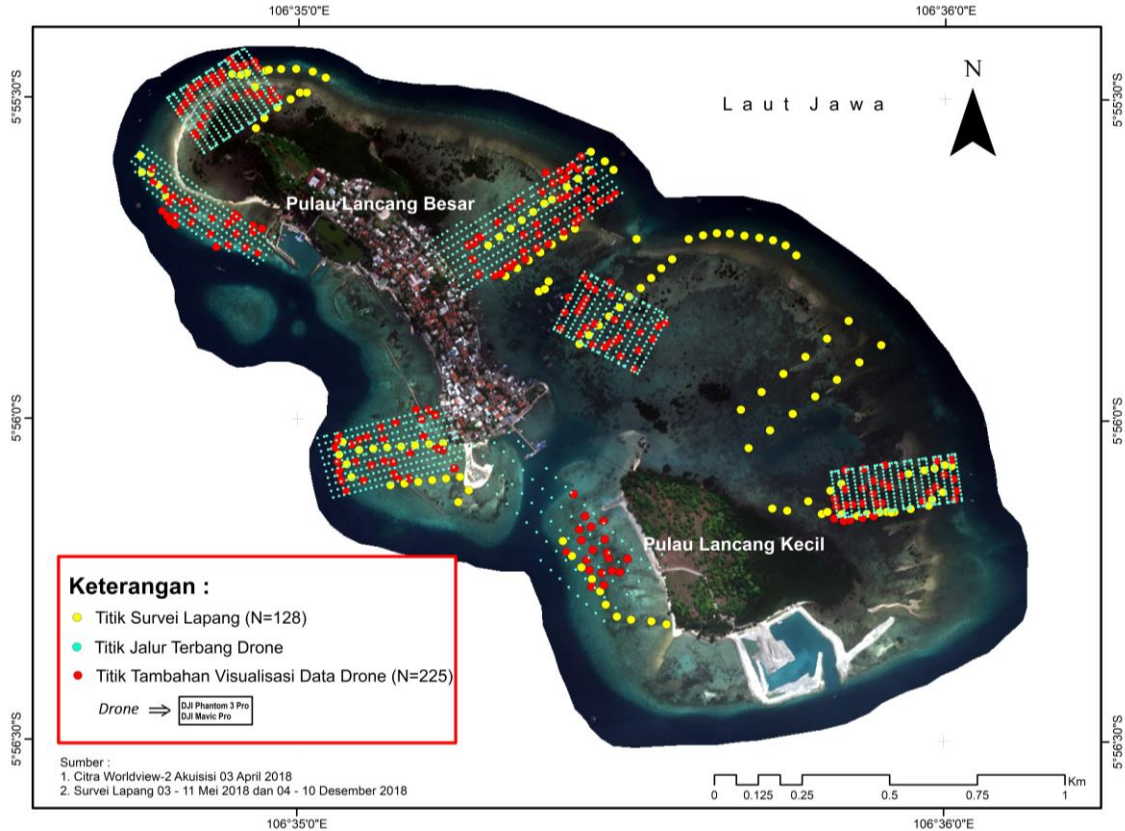 106°35'0"E
106°36'0"E
5°55'30"S
5°55'30"S
N
Laut Jawa
Pulau Lancang Besar
5°56'0"S
5°56'0"S
Pulau Lancang Kecil
Keterangan :
Titik Survei Lapang (N=128)
Titik Jalur Terbang Drone
Titik Tambahan Visualisasi Data Drone (N=225)
Drone ⇒ DJI Phantom 3 Pro
DJI Mavic Pro
5°56'30"S
5°56'30"S
Sumber :
1. Citra Worldview-2 Akuisisi 03 April 2018
2. Survei Lapang 03 - 11 Mei 2018 dan 04 - 10 Desember 2018
Km
0 0.125 0.25 0.5 0.75 1
106°35'0"E
106°36'0"E